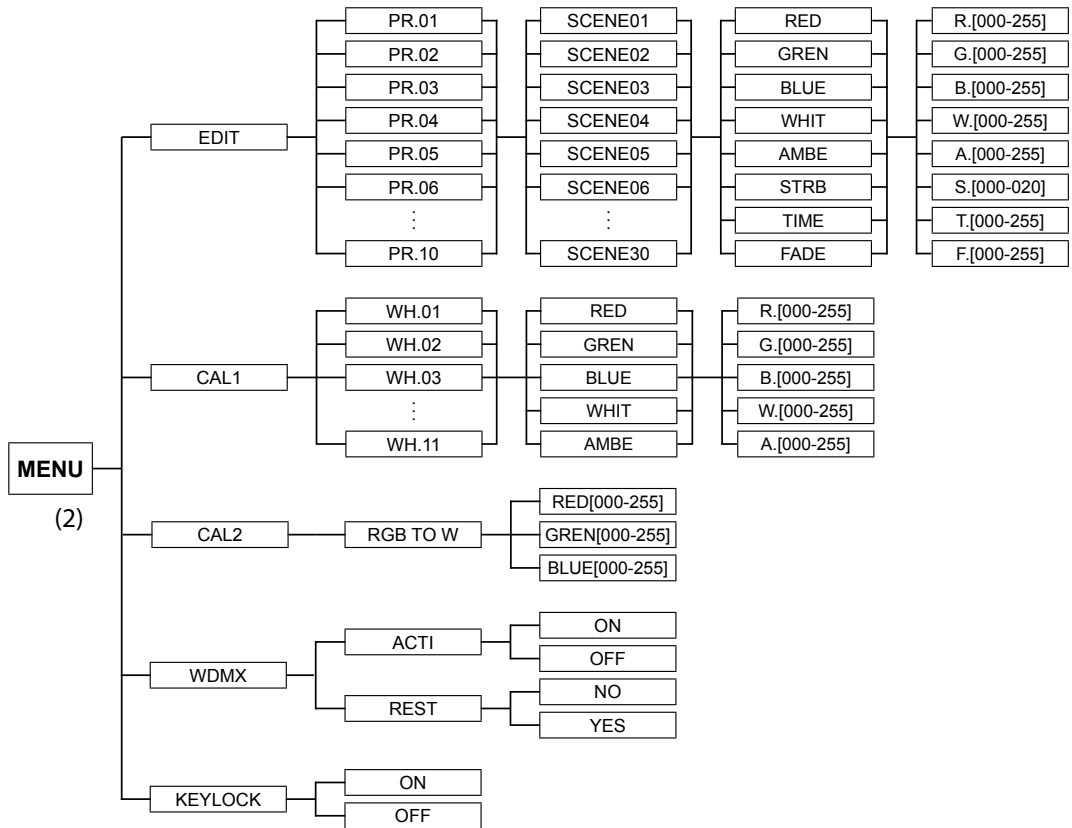 PR.01 SCENE01 RED R.[000-255]
PR.02 SCENE02 GREN G.[000-255]
PR.03 SCENE03 BLUE B.[000-255]
PR.04 SCENE04 WHIT W.[000-255]
EDIT
PR.05 SCENE05 AMBE A.[000-255]
PR.06 SCENE06 STRB S.[000-020]
⋮ ⋮ TIME T.[000-255]
PR.10 SCENE30 FADE F.[000-255]
WH.01 RED R.[000-255]
WH.02 GREN G.[000-255]
CAL1 WH.03 BLUE B.[000-255]
⋮ WHIT W.[000-255]
WH.11 AMBE A.[000-255]
MENU
(2)
RED[000-255]
CAL2 RGB TO W GREN[000-255]
BLUE[000-255]
ON
ACTI
OFF
WDMX
NO
REST
YES
ON
KEYLOCK
OFF